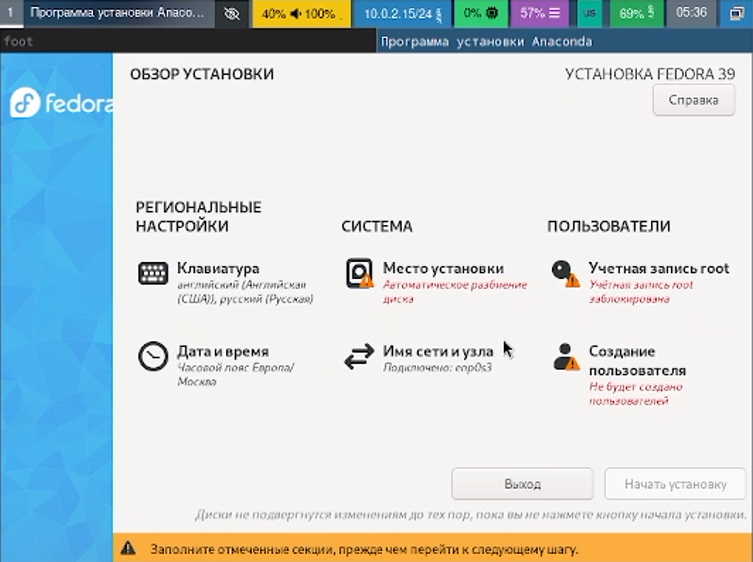 1 Программа установки Anaco... 40% 100% 10.0.2.15/24 0% 57% us 69% 05:36
foot Программа установки Anaconda
ОБЗОР УСТАНОВКИ УСТАНОВКА FEDORA 39
fedora Справка
РЕГИОНАЛЬНЫЕ
НАСТРОЙКИ СИСТЕМА ПОЛЬЗОВАТЕЛИ
Клавиатура
английский (Английская
(США)), русский (Русская)
Место установки
Автоматическое разбиение
диска
Учетная запись root
Учётная запись root
заблокирована
Дата и время
Часовой пояс Европа/
Москва
Имя сети и узла
Подключено: enp0s3
Создание
пользователя
Не будет создано
пользователей
Выход Начать установку
Диски не подвергнутся изменениям до тех пор, пока вы не нажмете кнопку начала установки.
Заполните отмеченные секции, прежде чем перейти к следующему шагу.